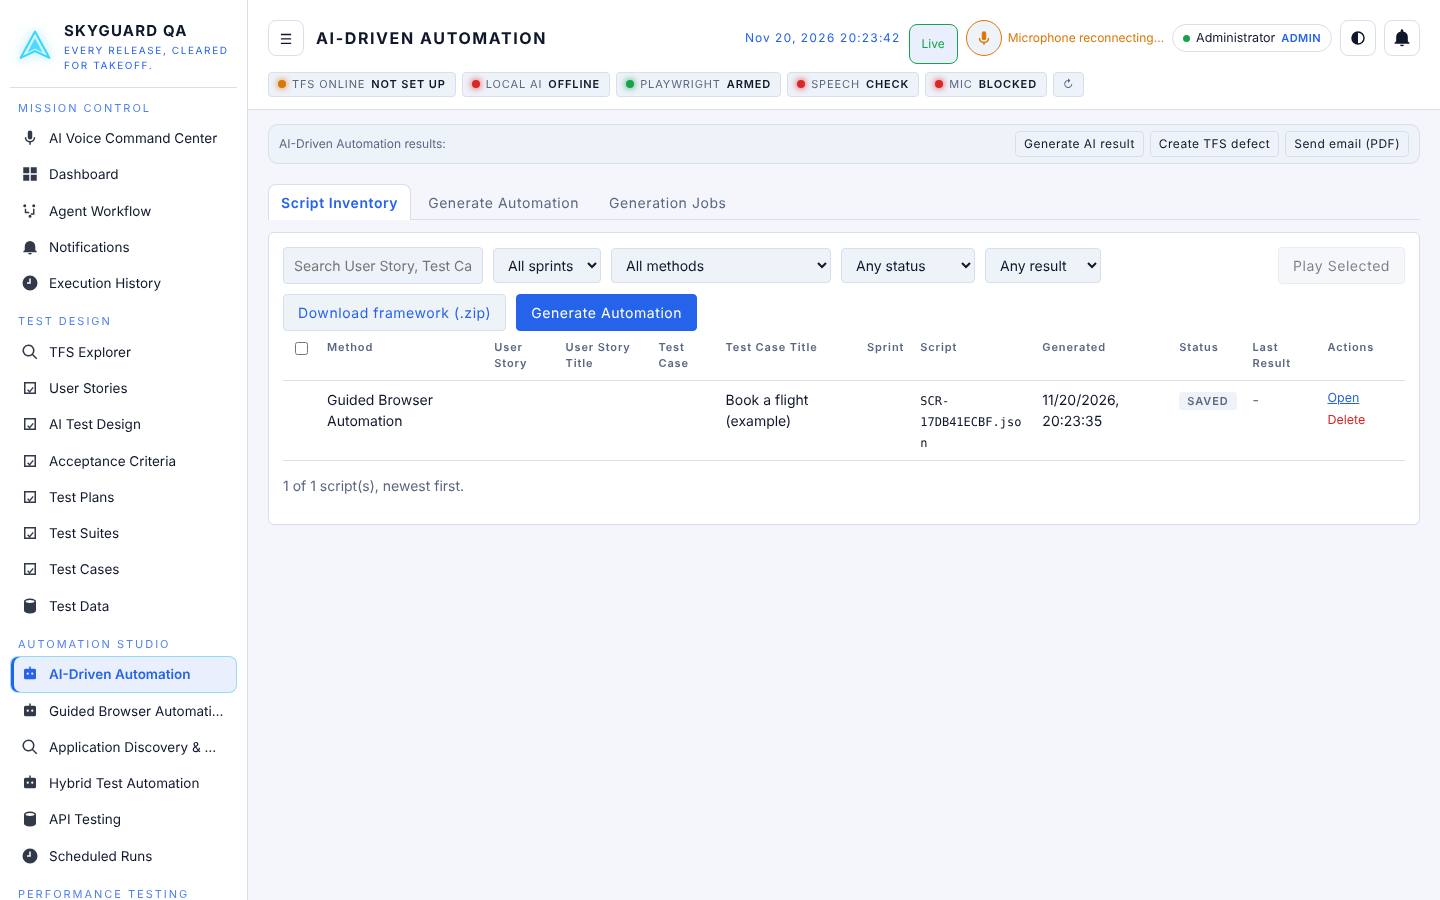 SKYGUARD QA
EVERY RELEASE, CLEARED
FOR TAKEOFF.
MISSION CONTROL
AI Voice Command Center
Dashboard
Agent Workflow
Notifications
Execution History
TEST DESIGN
TFS Explorer
User Stories
AI Test Design
Acceptance Criteria
Test Plans
Test Suites
Test Cases
Test Data
AUTOMATION STUDIO
AI-Driven Automation
Guided Browser Automati...
Application Discovery & ...
Hybrid Test Automation
API Testing
Scheduled Runs
PERFORMANCE TESTING
AI-DRIVEN AUTOMATION
Nov 20, 2026 20:23:42
Live
Microphone reconnecting...
Administrator ADMIN
TFS ONLINE NOT SET UP
LOCAL AI OFFLINE
PLAYWRIGHT ARMED
SPEECH CHECK
MIC BLOCKED
AI-Driven Automation results:
Generate AI result
Create TFS defect
Send email (PDF)
Script Inventory
Generate Automation
Generation Jobs
Search User Story, Test Ca
All sprints
All methods
Any status
Any result
Play Selected
Download framework (.zip)
Generate Automation
Method
User
Story
User Story
Title
Test
Case
Test Case Title
Sprint
Script
Generated
Status
Last
Result
Actions
Guided Browser
Automation
Book a flight
(example)
SCR-
17DB41ECBF.jso
n
11/20/2026,
20:23:35
SAVED
-
Open
Delete
1 of 1 script(s), newest first.